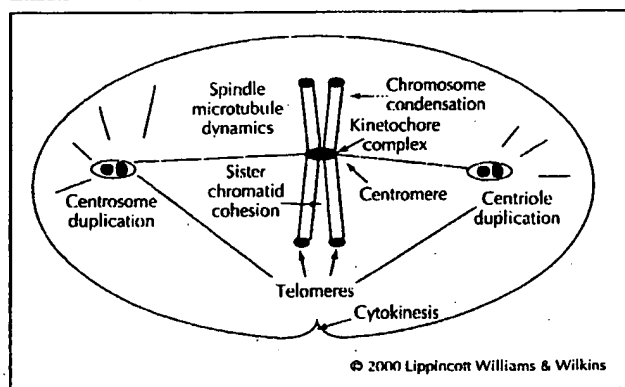 Spindle
microtubule
dynamics
Chromosome
condensation
Kinetochore
complex
Sister
chromatid
cohesion
Centromere
Centrosome
duplication
Centriole
duplication
Telomeres
Cytokinesis
© 2000 Lippincott Williams & Wilkins